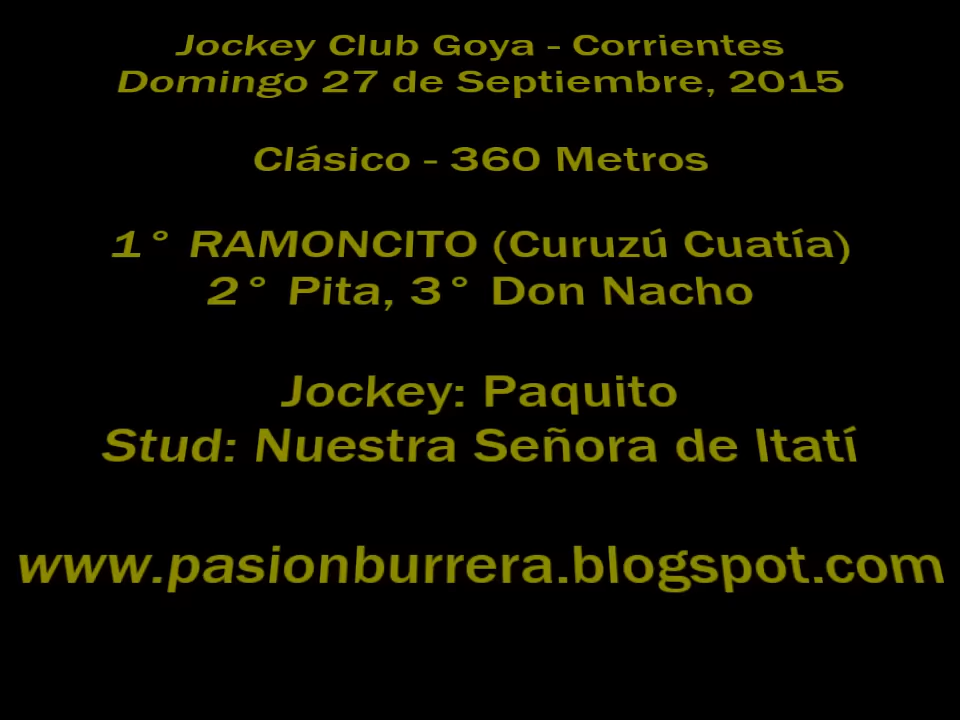 Jockey Club Goya - Corrientes
Domingo 27 de Septiembre, 2015
Clásico - 360 Metros
1° RAMONCITO (Curuzú Cuatía)
2° Pita, 3° Don Nacho
Jockey: Paquito
Stud: Nuestra Señora de Itatí
www.pasionburrera.blogspot.com